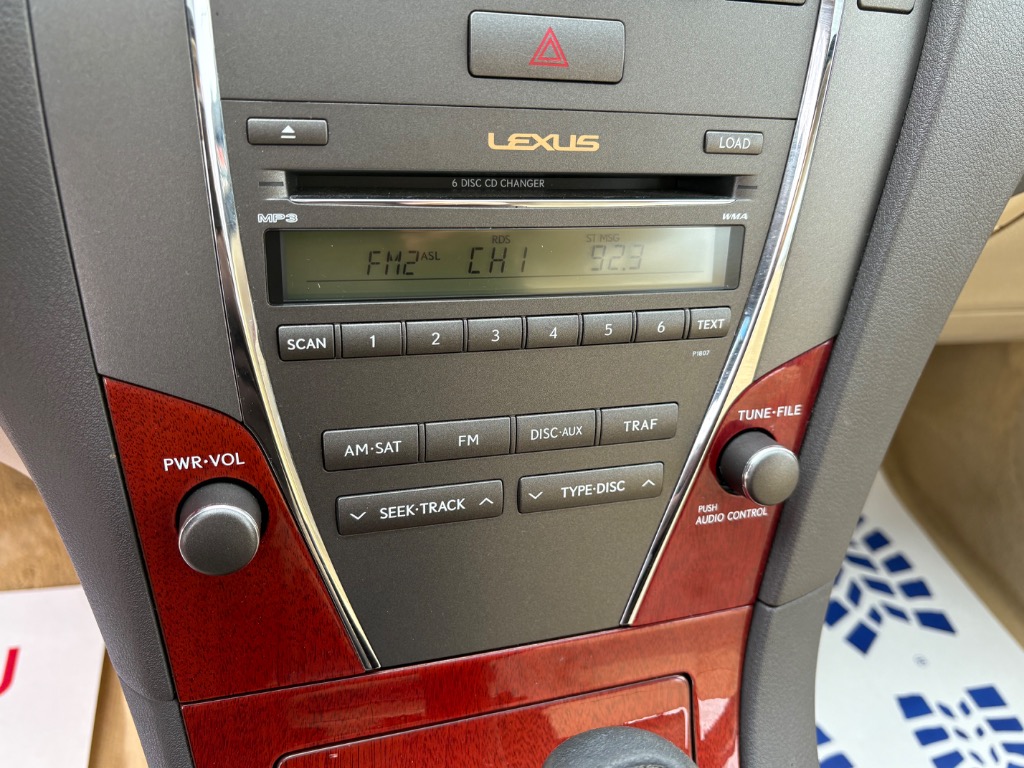 LEXUS
LOAD
6 DISC CD CHANGER
MP3
WMA
RDS
ST MSG
FM2 ASL CH1 92.9
SCAN 1 2 3 4 5 6 TEXT
P1807
AM·SAT FM DISC·AUX TRAF
SEEK·TRACK TYPE·DISC
PWR·VOL
TUNE·FILE
PUSH
AUDIO CONTROL
®